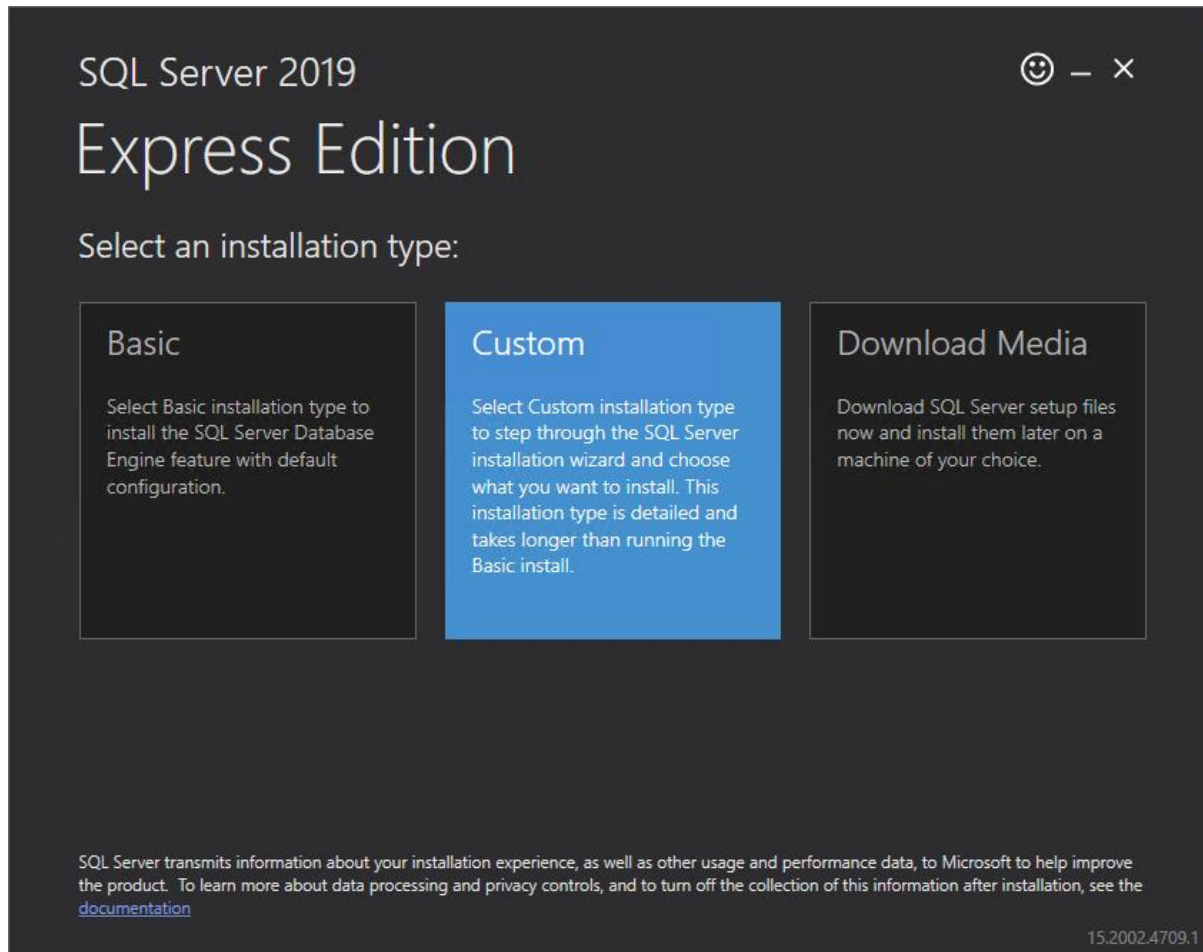 SQL Server 2019
Express Edition
Select an installation type:
Basic
Select Basic installation type to
install the SQL Server Database
Engine feature with default
configuration.
Custom
Select Custom installation type
to step through the SQL Server
installation wizard and choose
what you want to install. This
installation type is detailed and
takes longer than running the
Basic install.
Download Media
Download SQL Server setup files
now and install them later on a
machine of your choice.
SQL Server transmits information about your installation experience, as well as other usage and performance data, to Microsoft to help improve
the product.  To learn more about data processing and privacy controls, and to turn off the collection of this information after installation, see the
documentation
15.2002.4709.1